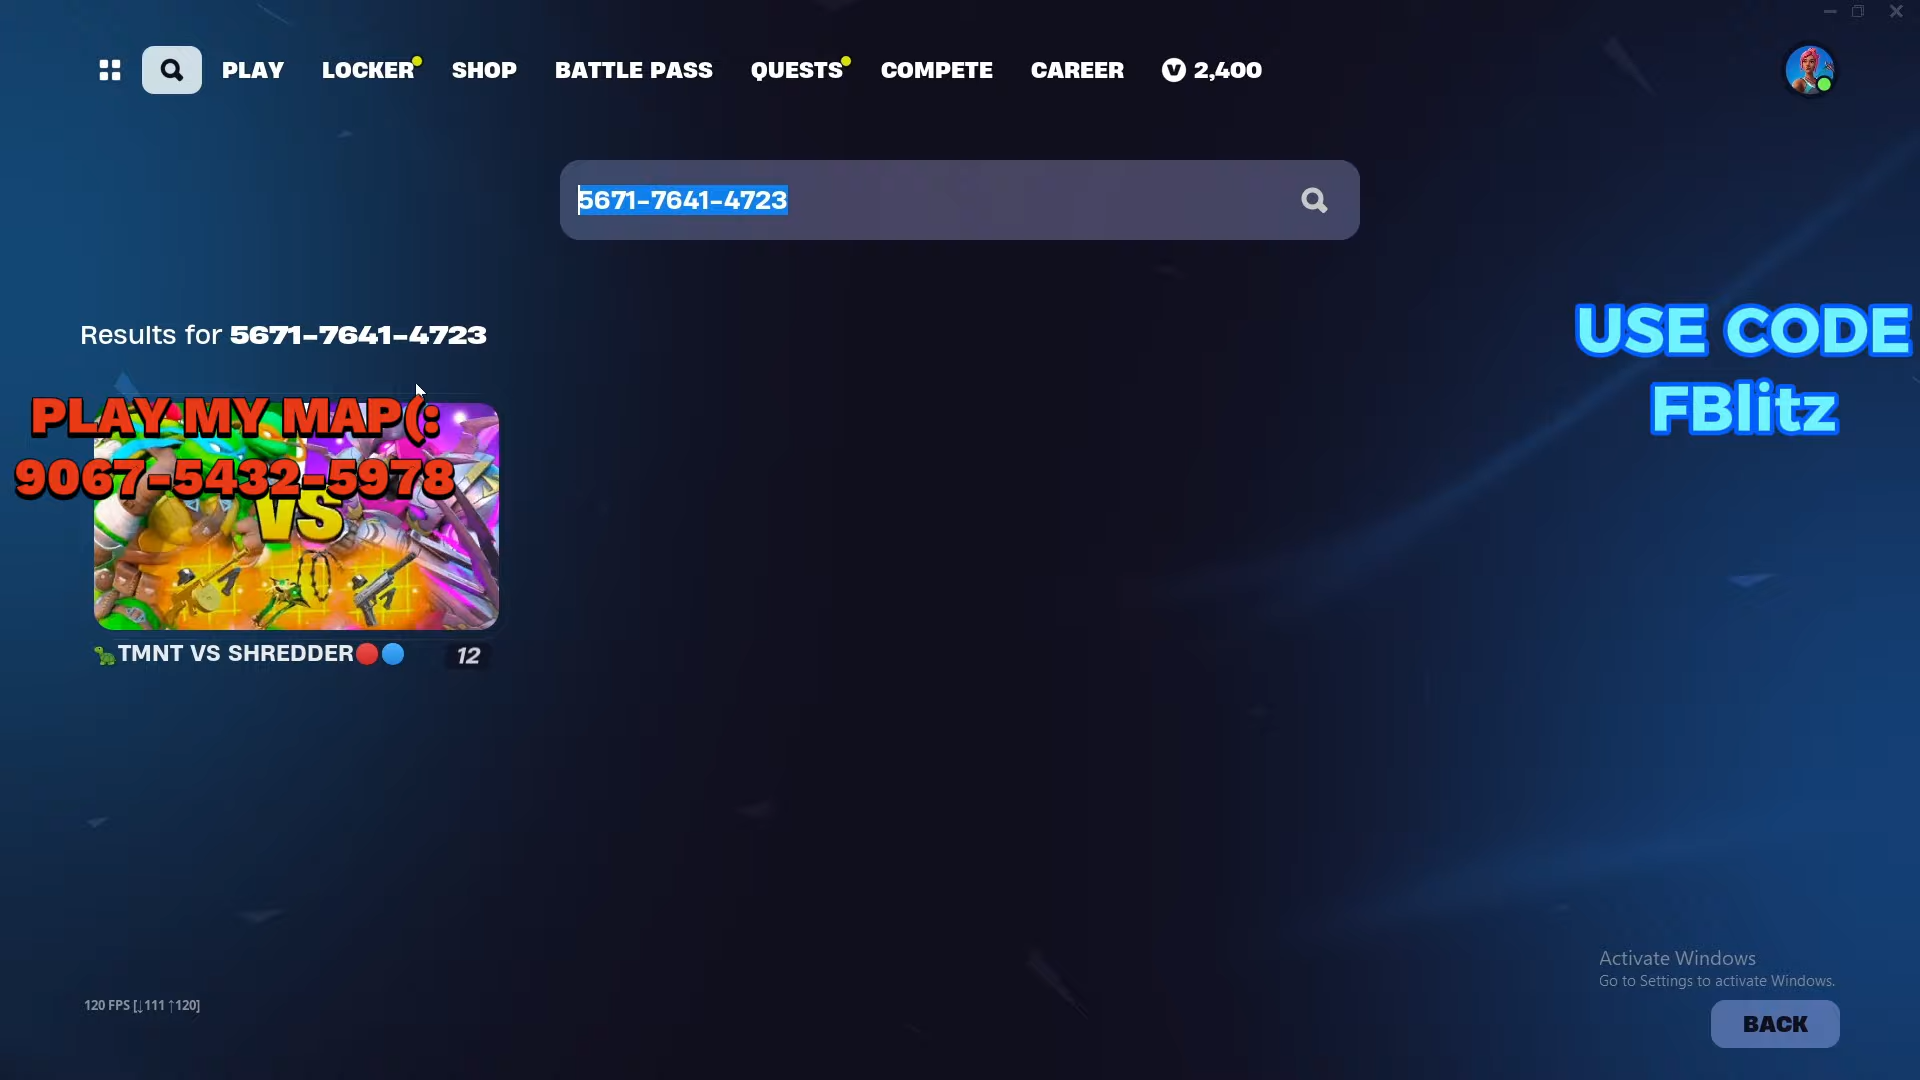 PLAY LOCKER SHOP BATTLE PASS QUESTS COMPETE CAREER V 2,400
5671-7641-4723
Results for 5671-7641-4723
USE CODE
FBlitz
PLAY MY MAP(:
9067-5432-5978
VS
🐢TMNT VS SHREDDER🔴🔵 12
Activate Windows
Go to Settings to activate Windows.
120 FPS [↓111 ↑120]
BACK